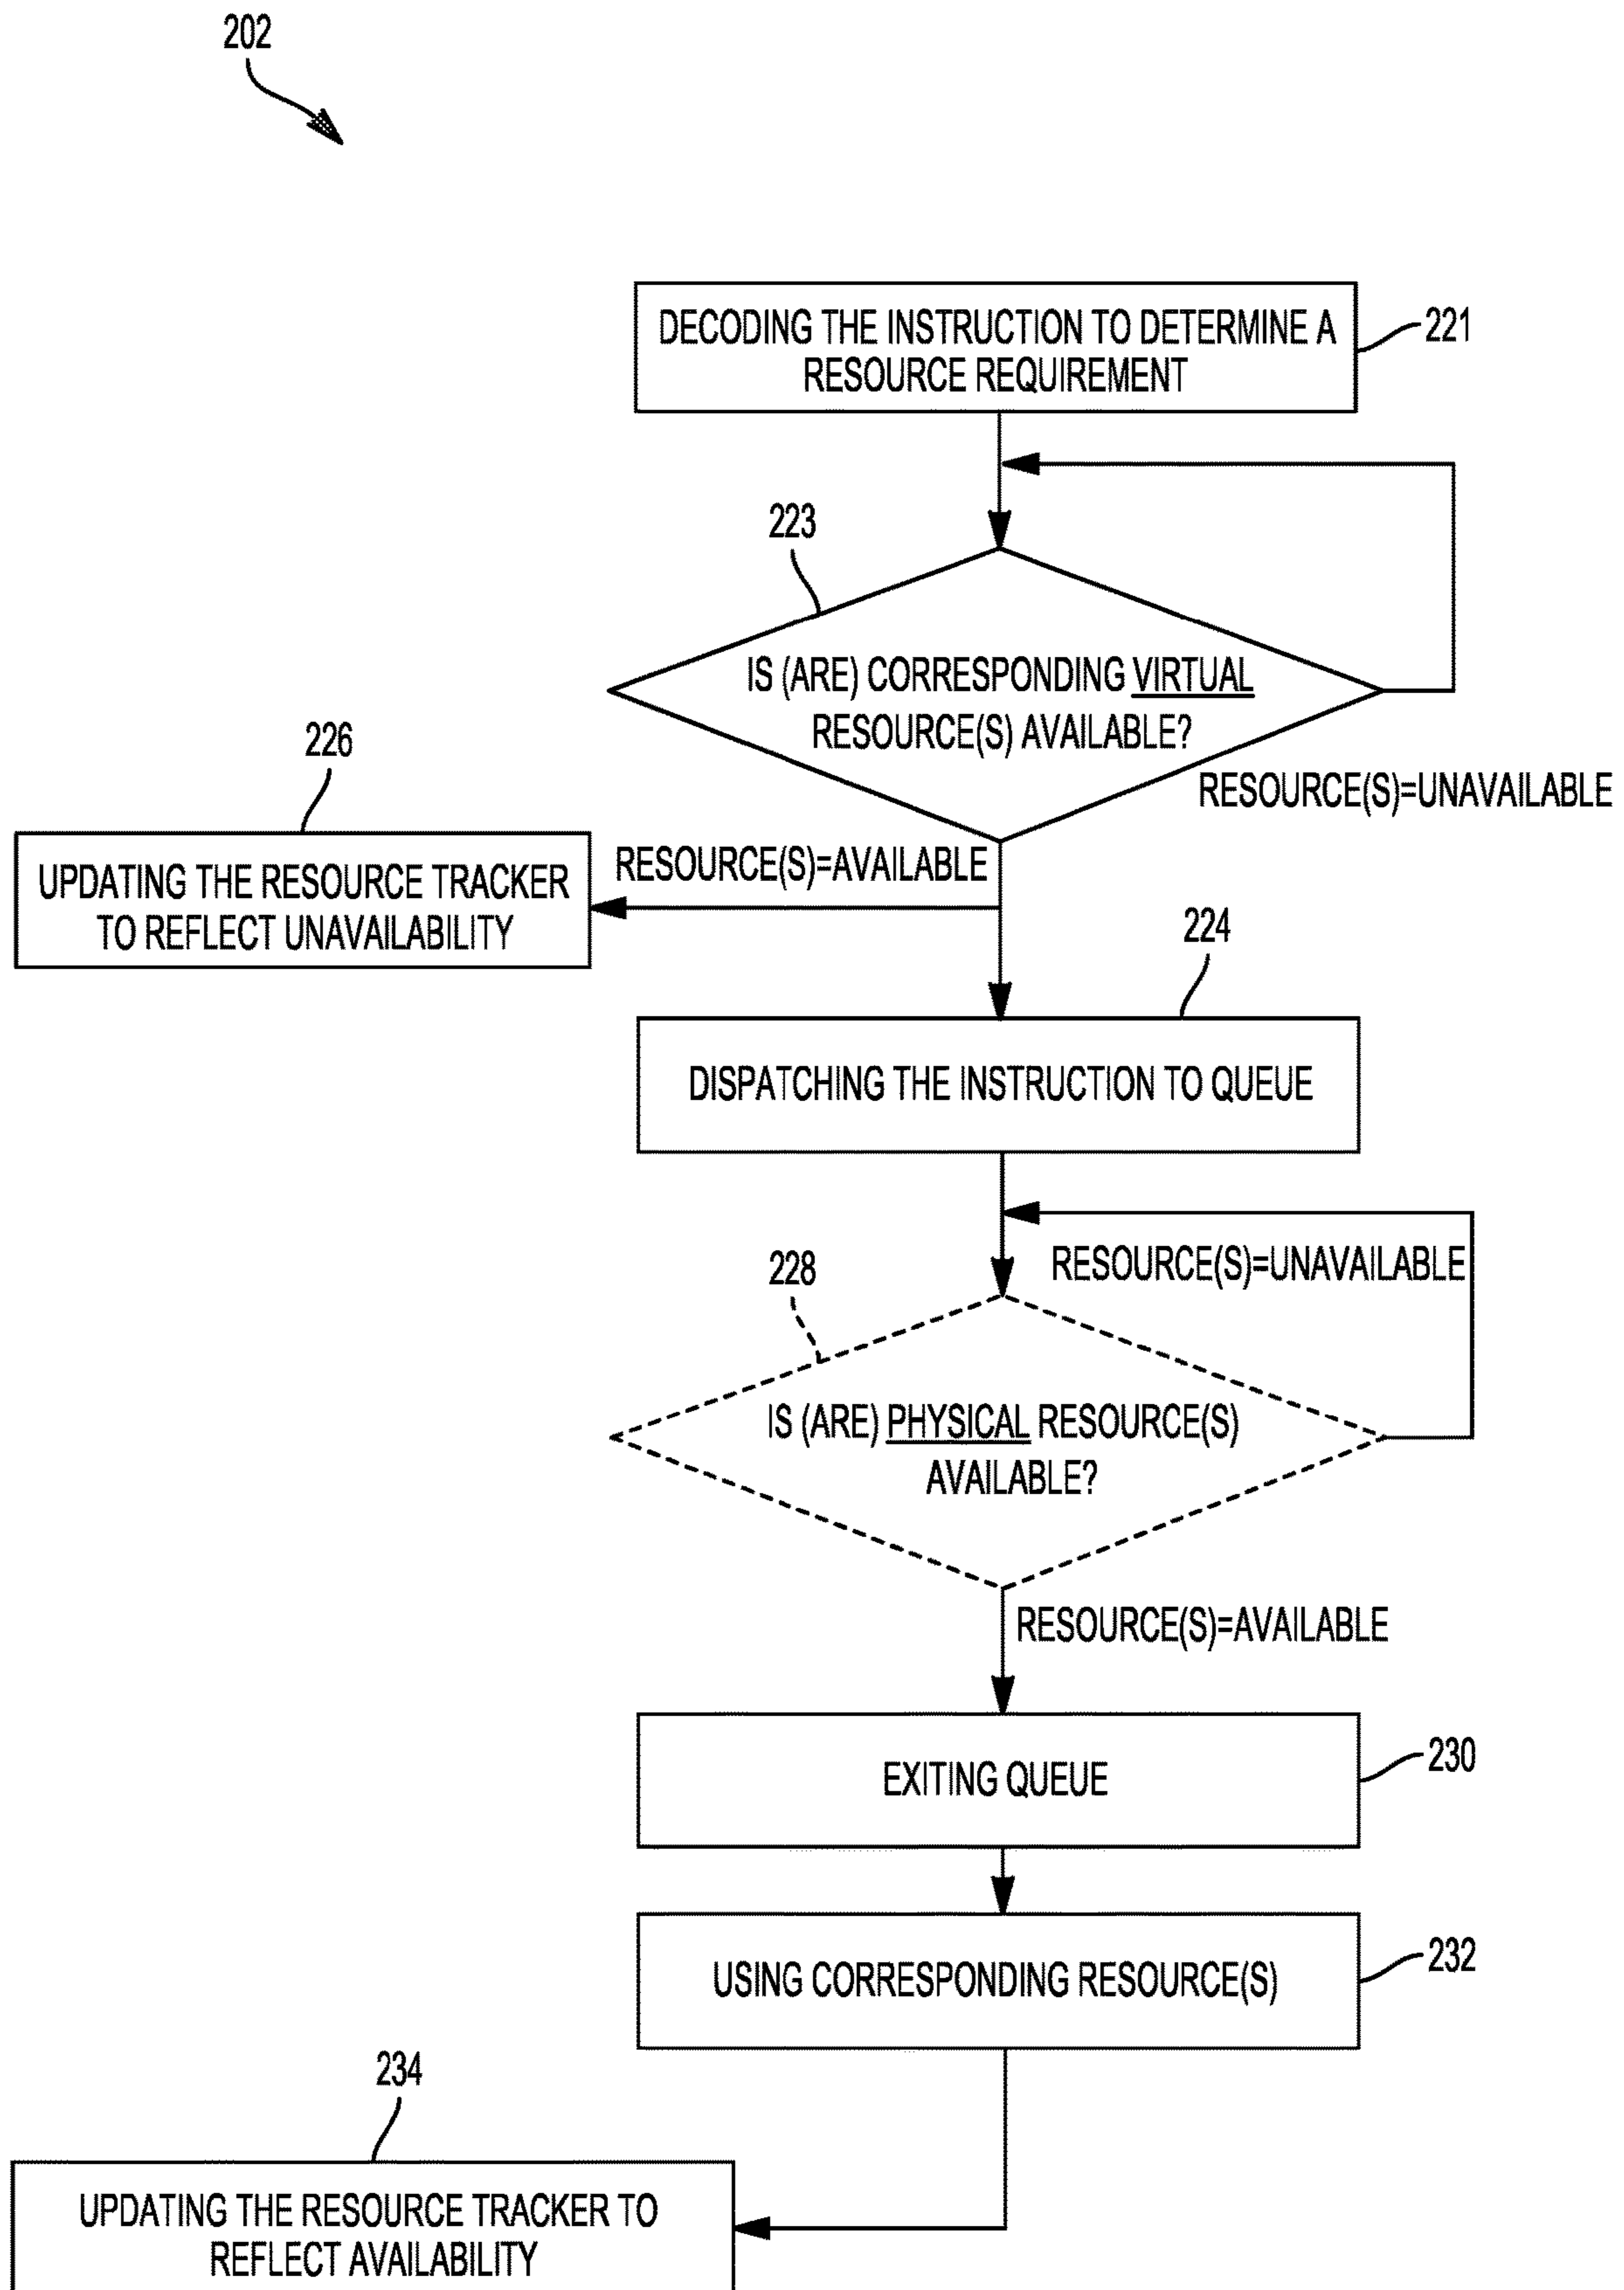 202
DECODING THE INSTRUCTION TO DETERMINE A
RESOURCE REQUIREMENT
221
223
IS (ARE) CORRESPONDING VIRTUAL
RESOURCE(S) AVAILABLE?
RESOURCE(S)=UNAVAILABLE
226
RESOURCE(S)=AVAILABLE
UPDATING THE RESOURCE TRACKER
TO REFLECT UNAVAILABILITY
224
DISPATCHING THE INSTRUCTION TO QUEUE
RESOURCE(S)=UNAVAILABLE
228
IS (ARE) PHYSICAL RESOURCE(S)
AVAILABLE?
RESOURCE(S)=AVAILABLE
EXITING QUEUE
230
USING CORRESPONDING RESOURCE(S)
232
234
UPDATING THE RESOURCE TRACKER TO
REFLECT AVAILABILITY